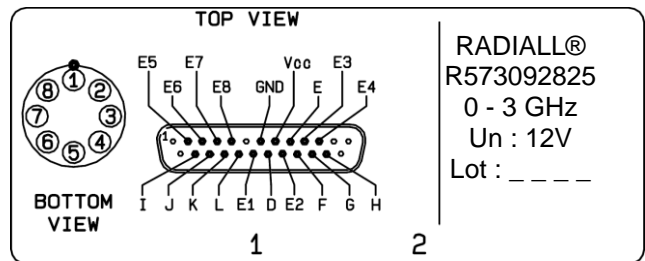 TOP VIEW
E5 E7 Vcc E3
E6 E8 GND E E4
1
8 1 2
7 3
6 5 4
I J K L E1 D E2 F G H
BOTTOM
VIEW
1 2
RADIALL®
R573092825
0 - 3 GHz
Un : 12V
Lot : _ _ _ _